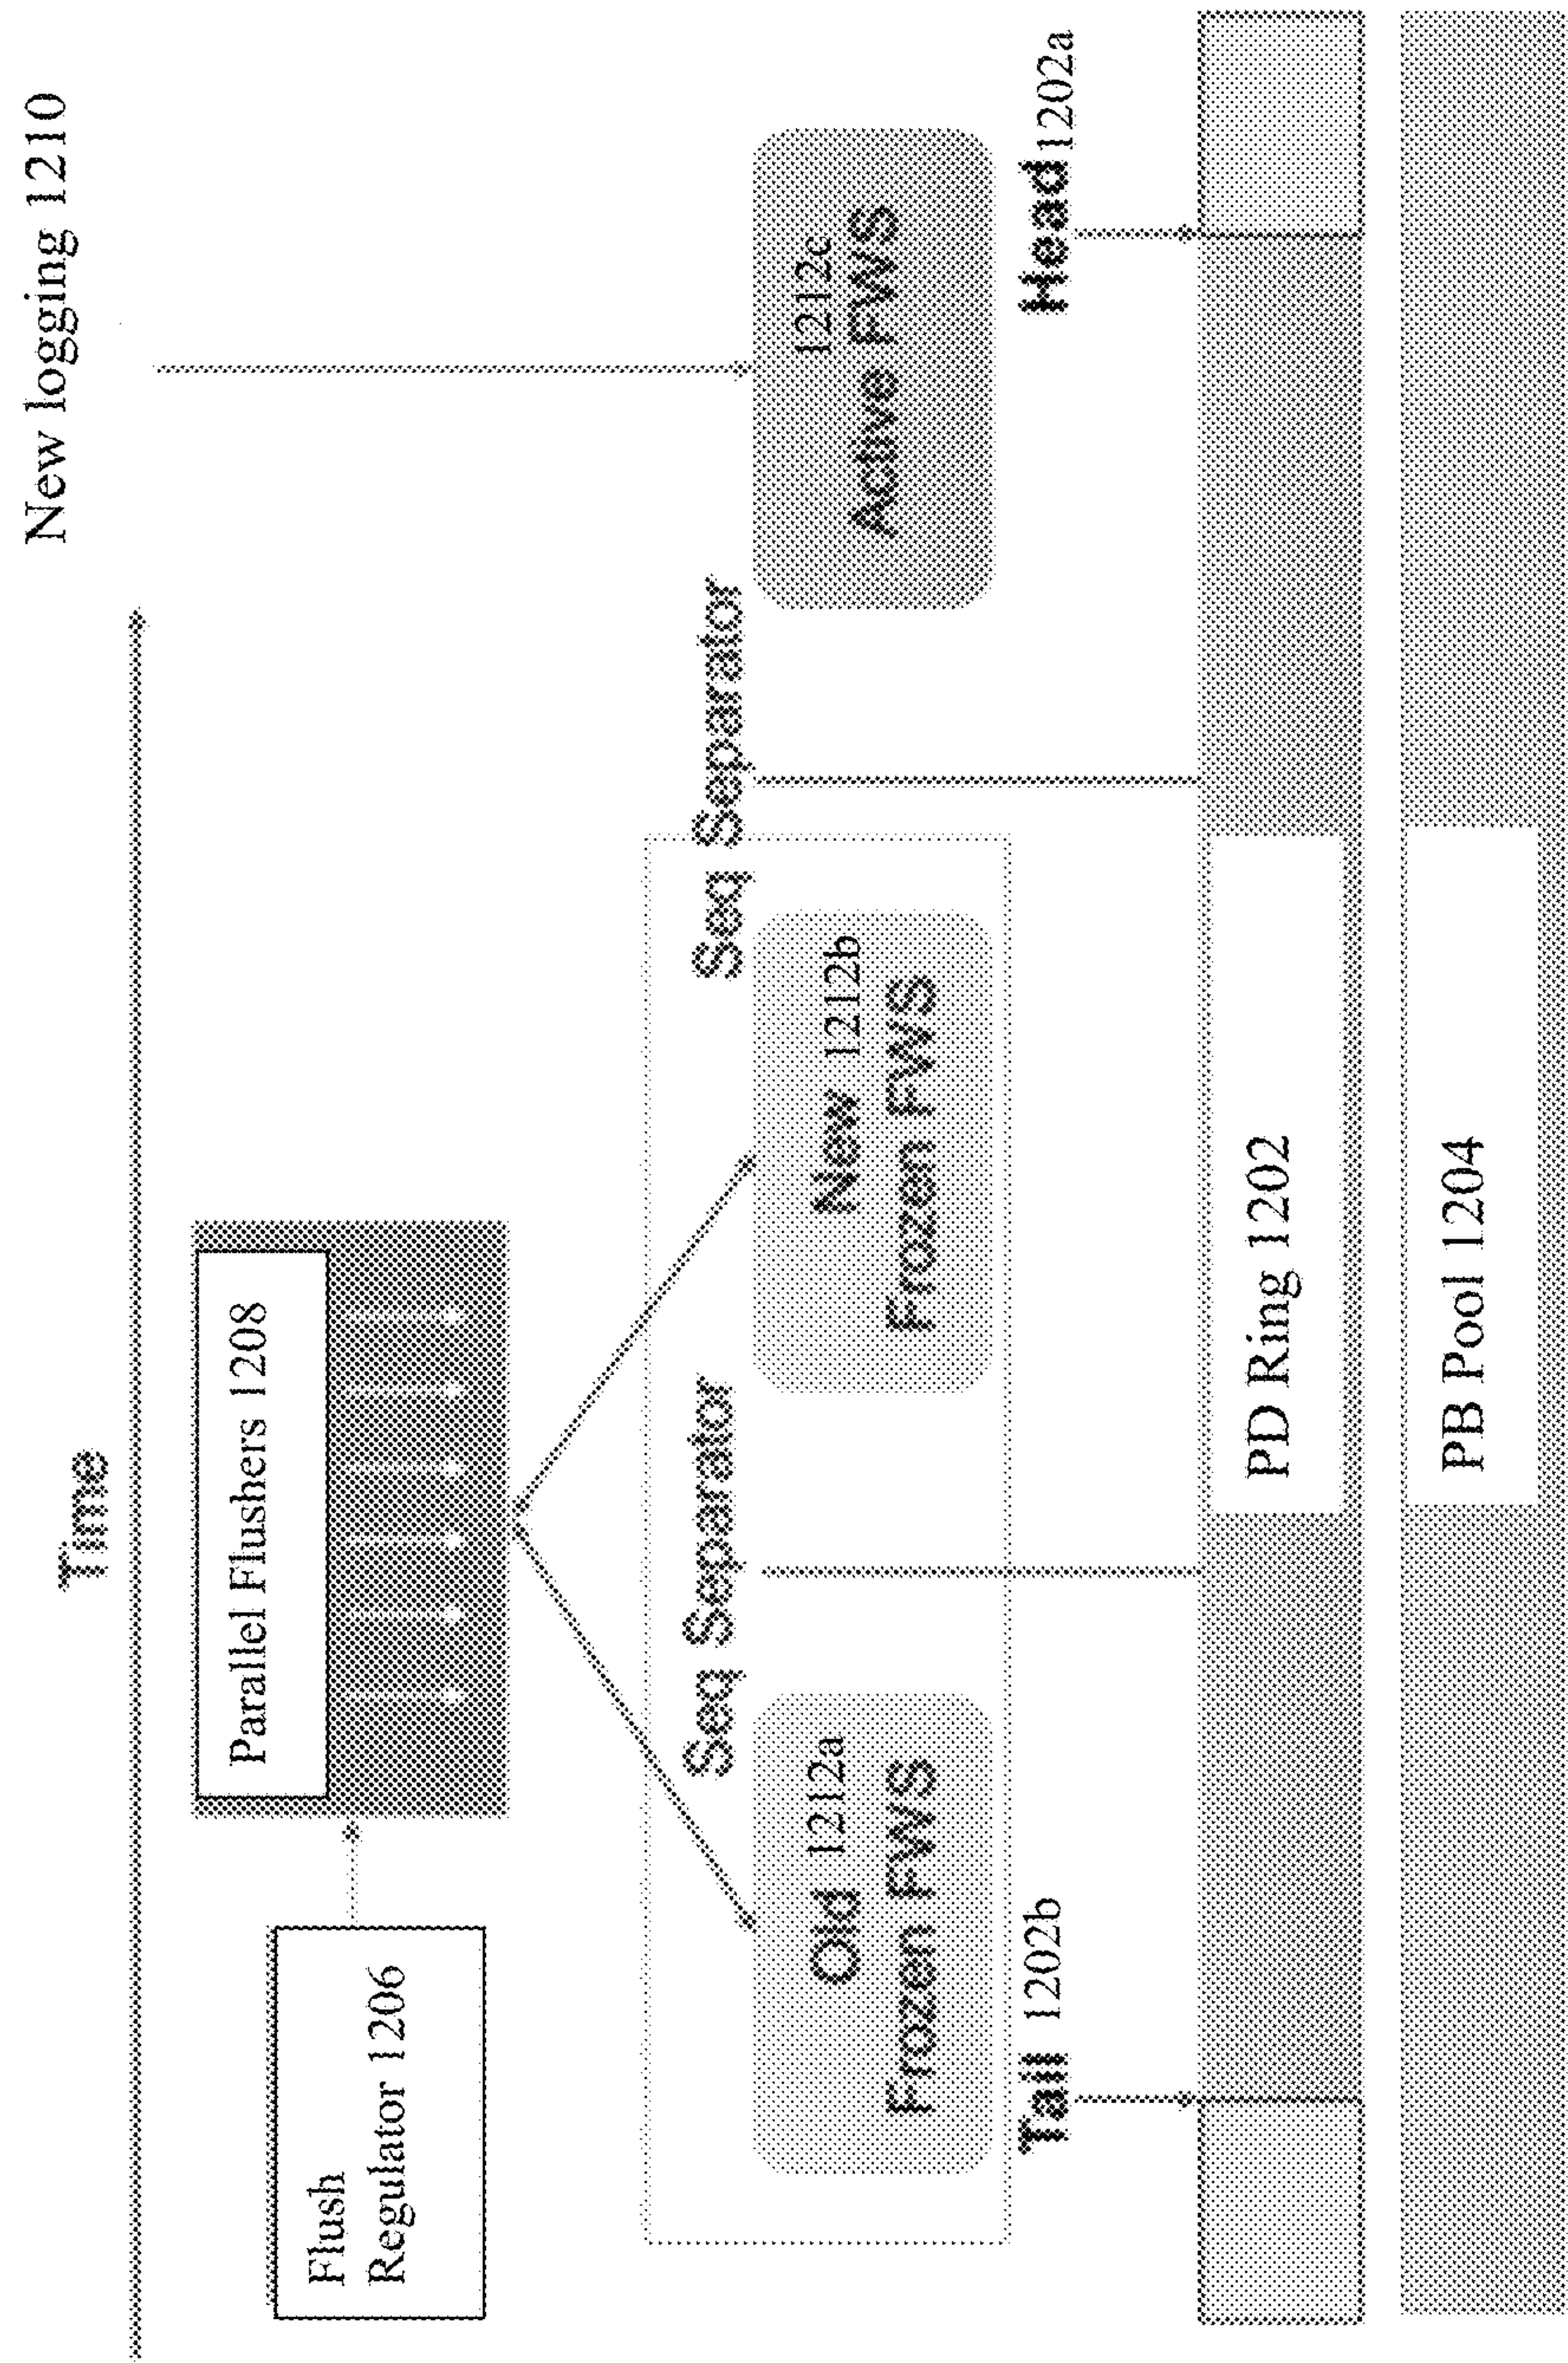 New logging 1210
Time
Flush
Regulator 1206
Parallel Flushers 1208
Seq Separator
Seq Separator
Old 1212a
Frozen FWS
New 1212b
Frozen FWS
1212c
Active FWS
Tail 1202b
Head 1202a
PD Ring 1202
PB Pool 1204